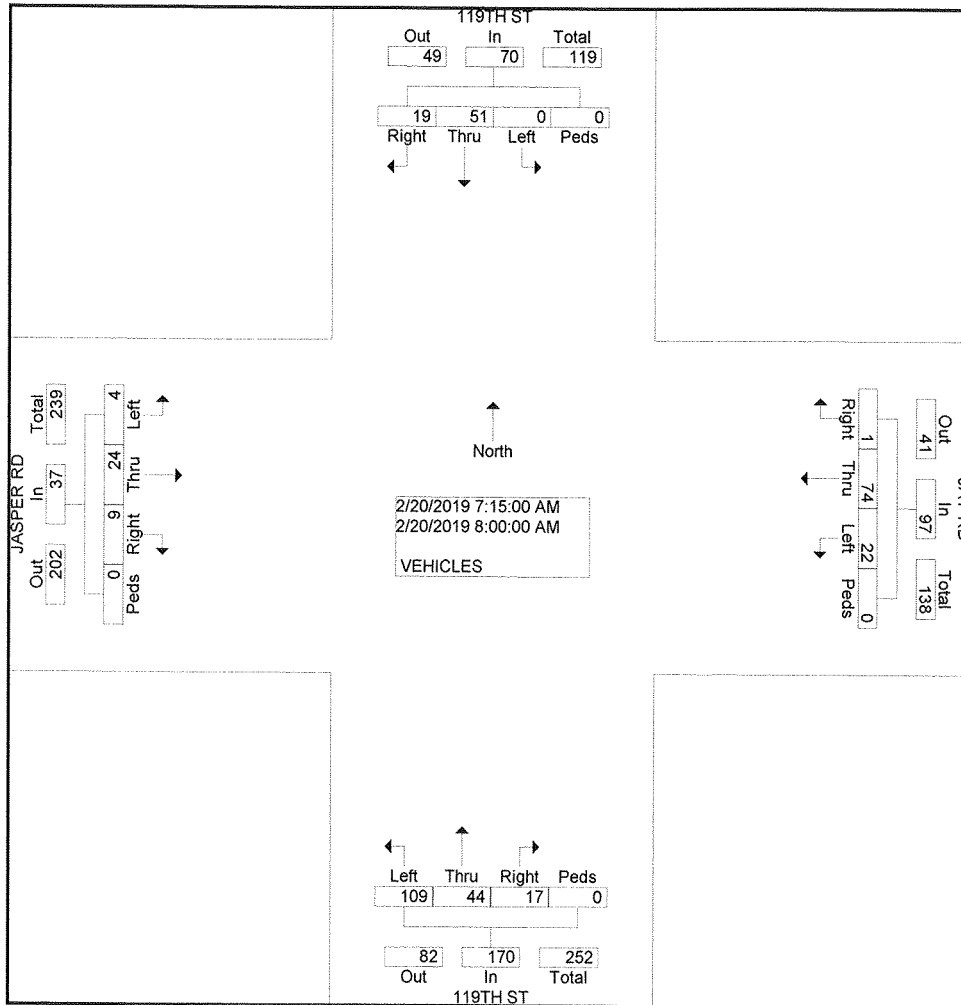 119TH ST
Out In Total
49 70 119
19 51 0 0
Right Thru Left Peds
JASPER RD
Total In Out
239 37 202
4 24 9 0
Left Thru Right Peds
North
2/20/2019 7:15:00 AM
2/20/2019 8:00:00 AM
VEHICLES
Right Thru Left Peds
1 74 22 0
41 97 138
Out In Total
Left Thru Right Peds
109 44 17 0
82 170 252
Out In Total
119TH ST